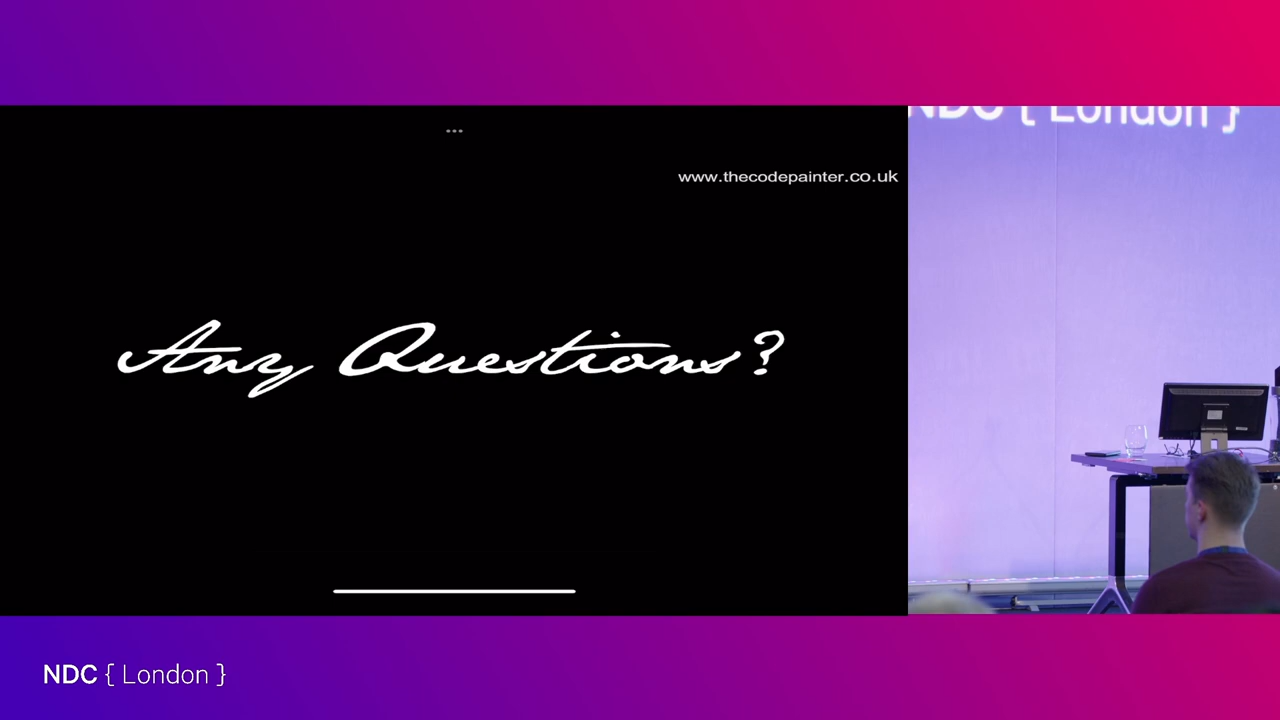 www.thecodepainter.co.uk
Any Questions?
NDC { London }
NDC { London }